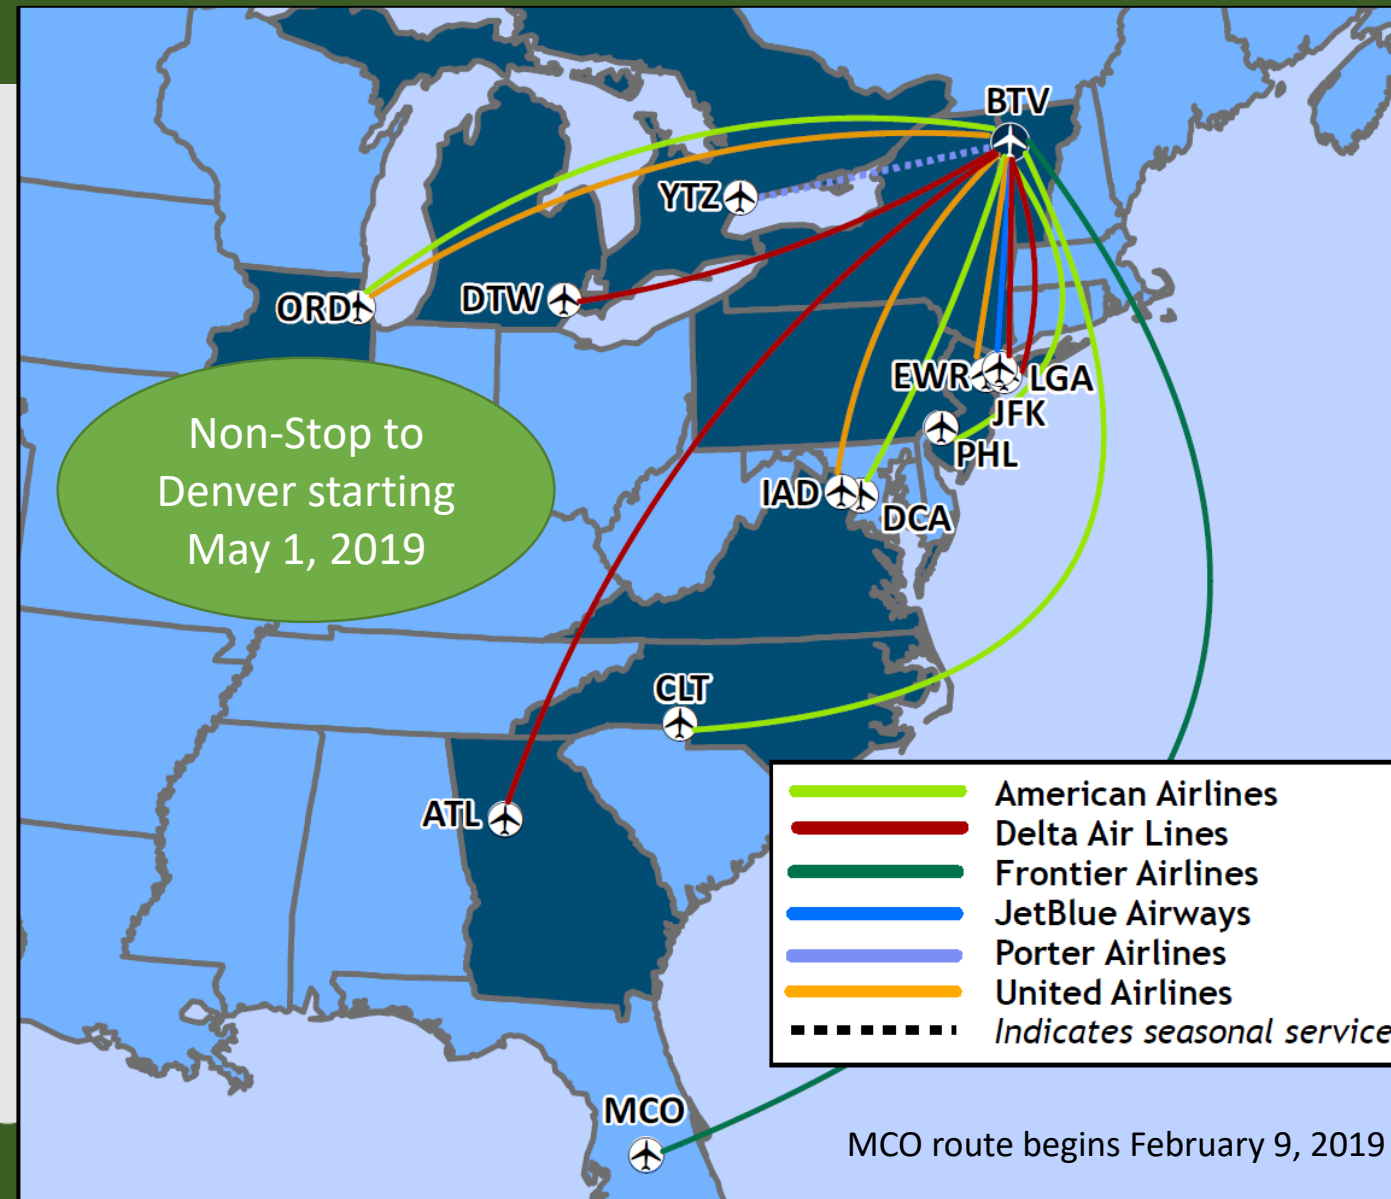 BTV
YTZ
ORD
DTW
EWR
LGA
JFK
PHL
IAD
DCA
Non-Stop to
Denver starting
May 1, 2019
CLT
ATL
American Airlines
Delta Air Lines
Frontier Airlines
JetBlue Airways
Porter Airlines
United Airlines
Indicates seasonal service
MCO
MCO route begins February 9, 2019